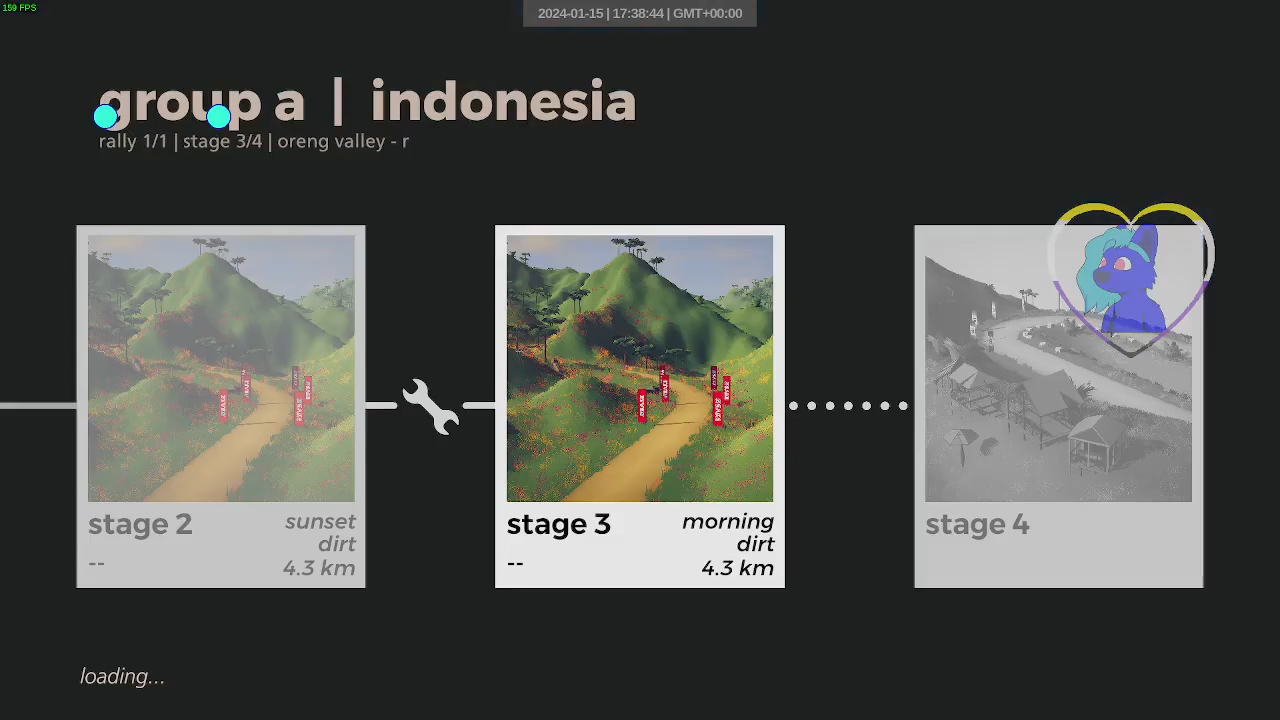 159 FPS
2024-01-15 | 17:38:44 | GMT+00:00
group a | indonesia
rally 1/1 | stage 3/4 | oreng valley - r
stage 2
sunset
dirt
--
4.3 km
stage 3
morning
dirt
--
4.3 km
stage 4
loading...